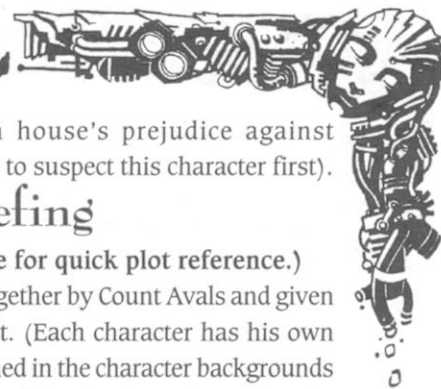 house's prejudice against
to suspect this character first).
efing
e for quick plot reference.)
gether by Count Avals and given
t. (Each character has his own
ned in the character backgrounds